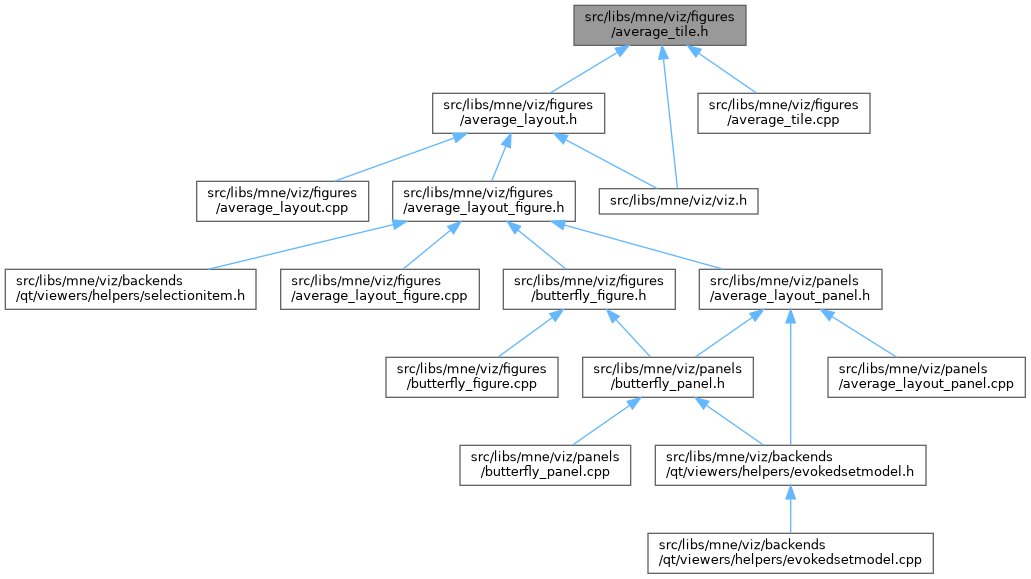 src/libs/mne/viz/figures
/average_tile.h
src/libs/mne/viz/figures
/average_layout.h
src/libs/mne/viz/figures
/average_tile.cpp
src/libs/mne/viz/figures
/average_layout.cpp
src/libs/mne/viz/figures
/average_layout_figure.h
src/libs/mne/viz/viz.h
src/libs/mne/viz/backends
/qt/viewers/helpers/selectionitem.h
src/libs/mne/viz/figures
/average_layout_figure.cpp
src/libs/mne/viz/figures
/butterfly_figure.h
src/libs/mne/viz/panels
/average_layout_panel.h
src/libs/mne/viz/figures
/butterfly_figure.cpp
src/libs/mne/viz/panels
/butterfly_panel.h
src/libs/mne/viz/panels
/average_layout_panel.cpp
src/libs/mne/viz/panels
/butterfly_panel.cpp
src/libs/mne/viz/backends
/qt/viewers/helpers/evokedsetmodel.h
src/libs/mne/viz/backends
/qt/viewers/helpers/evokedsetmodel.cpp